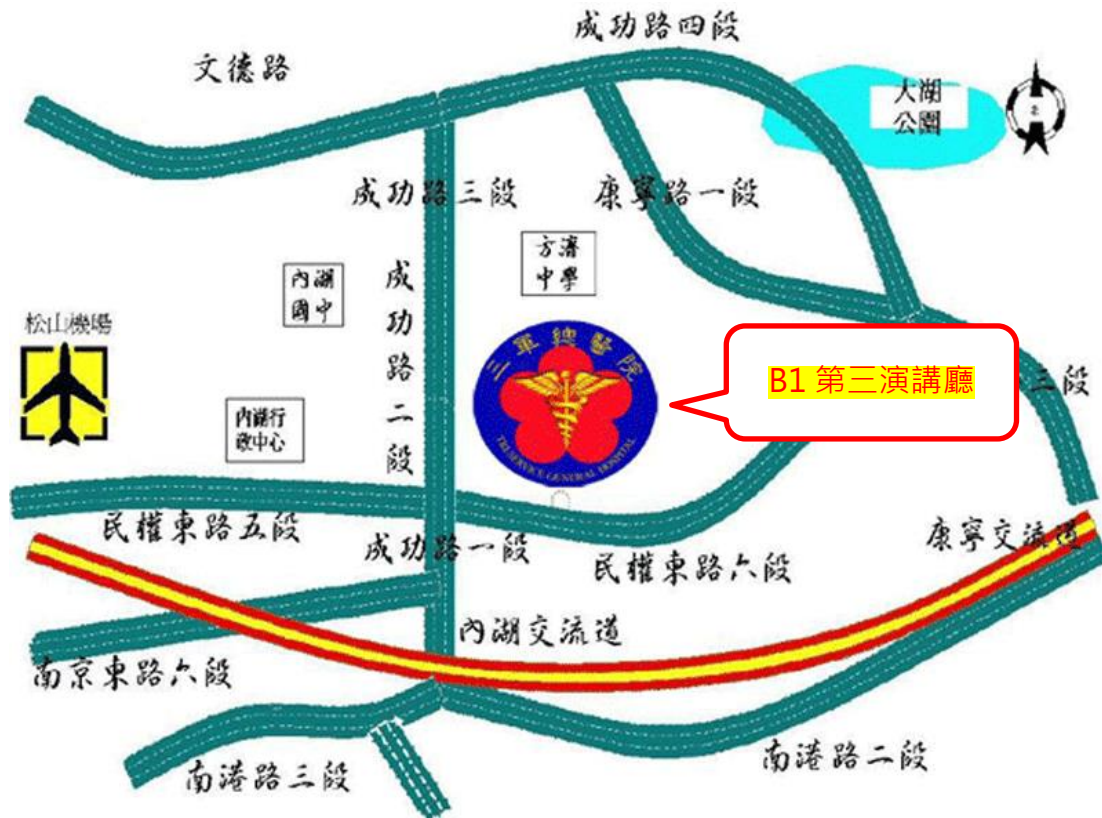 成功路四段
文德路
大湖
公園
北
成功路三段
康寧路一段
方濟
中學
內湖
國中
成功路二段
松山機場
三軍總醫院
TRI-SERVICE GENERAL HOSPITAL
B1 第三演講廳
三段
內湖行
政中心
民權東路五段
成功路一段
民權東路六段
康寧交流道
內湖交流道
南京東路六段
南港路三段
南港路二段